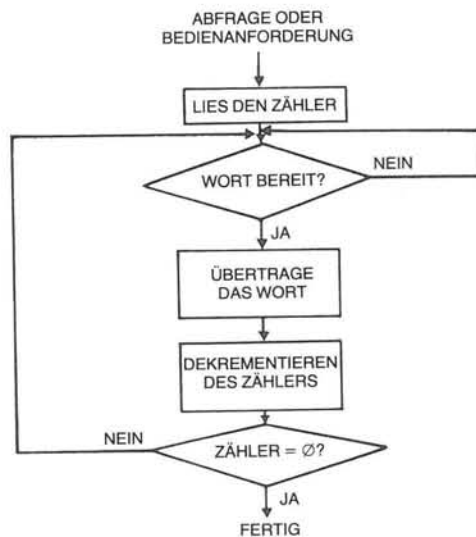 ABFRAGE ODER
BEDIENANFORDERUNG
LIES DEN ZÄHLER
WORT BEREIT?
NEIN
JA
ÜBERTRAGE
DAS WORT
DEKREMENTIEREN
DES ZÄHLERS
NEIN
ZÄHLER = Ø?
JA
FERTIG